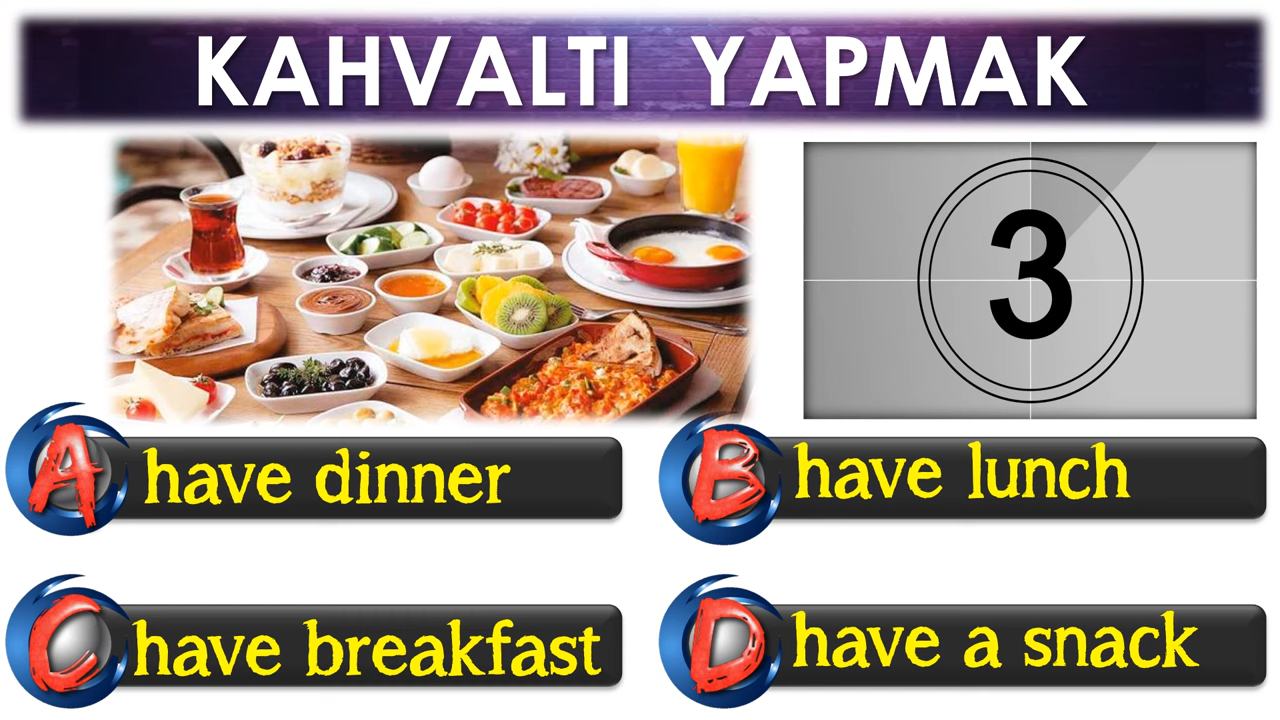 KAHVALTI YAPMAK
3
A have dinner
B have lunch
C have breakfast
D have a snack